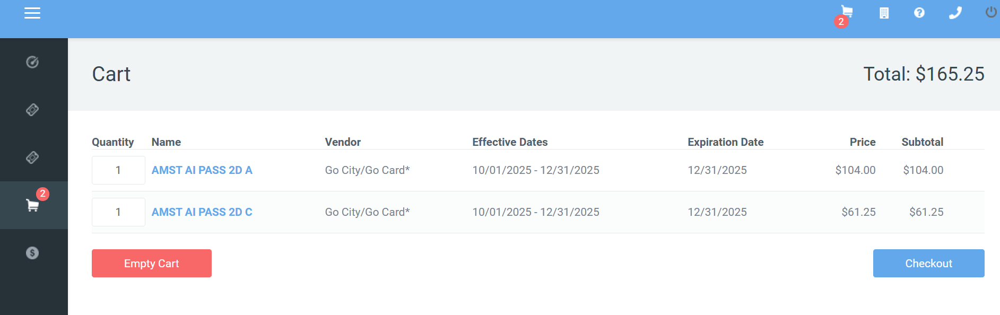 2
Cart
Total: $165.25
Quantity Name Vendor Effective Dates Expiration Date Price Subtotal
1 AMST AI PASS 2D A Go City/Go Card* 10/01/2025 - 12/31/2025 12/31/2025 $104.00 $104.00
2
1 AMST AI PASS 2D C Go City/Go Card* 10/01/2025 - 12/31/2025 12/31/2025 $61.25 $61.25
Empty Cart
Checkout